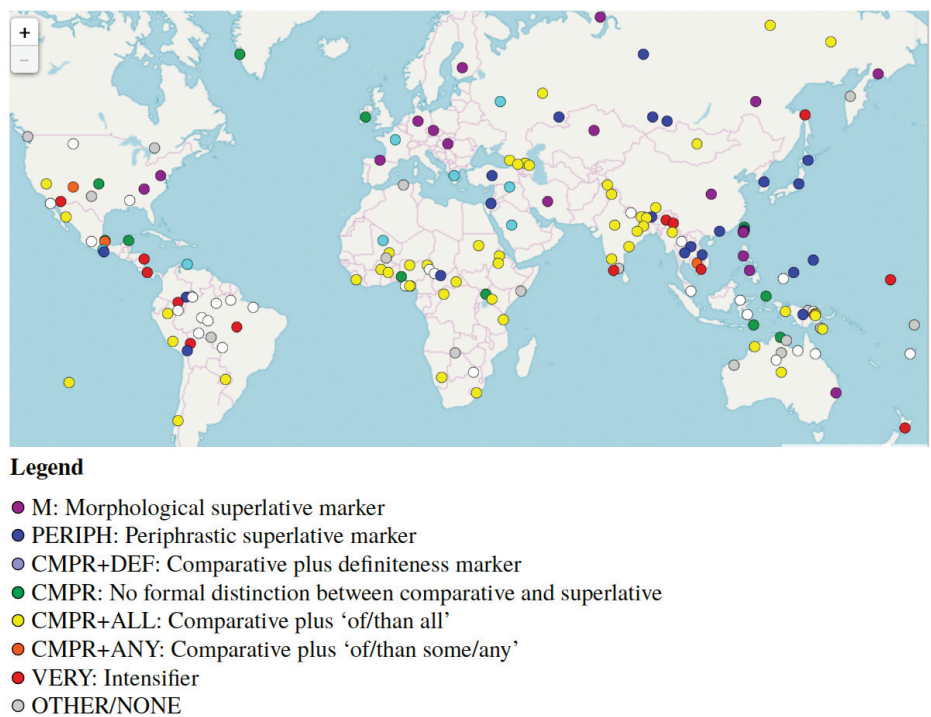 +
−
Legend
M: Morphological superlative marker
PERIPH: Periphrastic superlative marker
CMPR+DEF: Comparative plus definiteness marker
CMPR: No formal distinction between comparative and superlative
CMPR+ALL: Comparative plus ‘of/than all’
CMPR+ANY: Comparative plus ‘of/than some/any’
VERY: Intensifier
OTHER/NONE